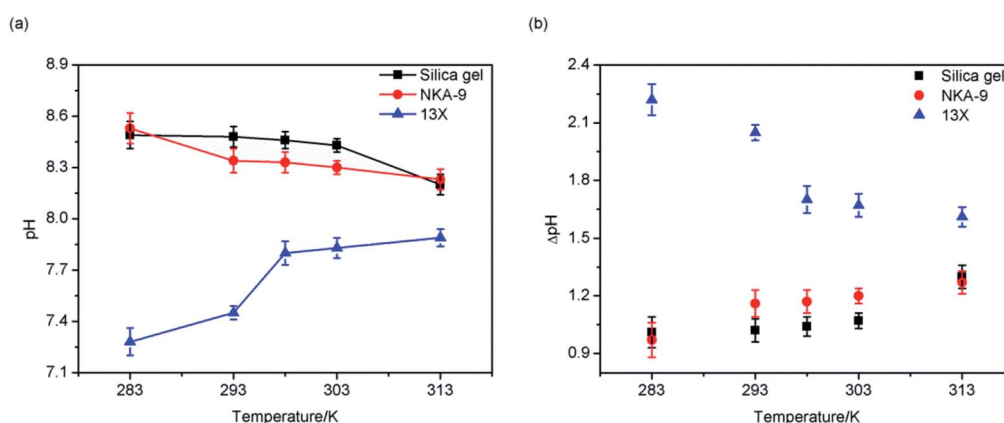 (a)
8.9
8.6
8.3
8.0
7.7
7.4
7.1
pH
Silica gel
NKA-9
13X
283
293
303
313
Temperature/K
(b)
2.4
2.1
1.8
1.5
1.2
0.9
ΔpH
Silica gel
NKA-9
13X
283
293
303
313
Temperature/K